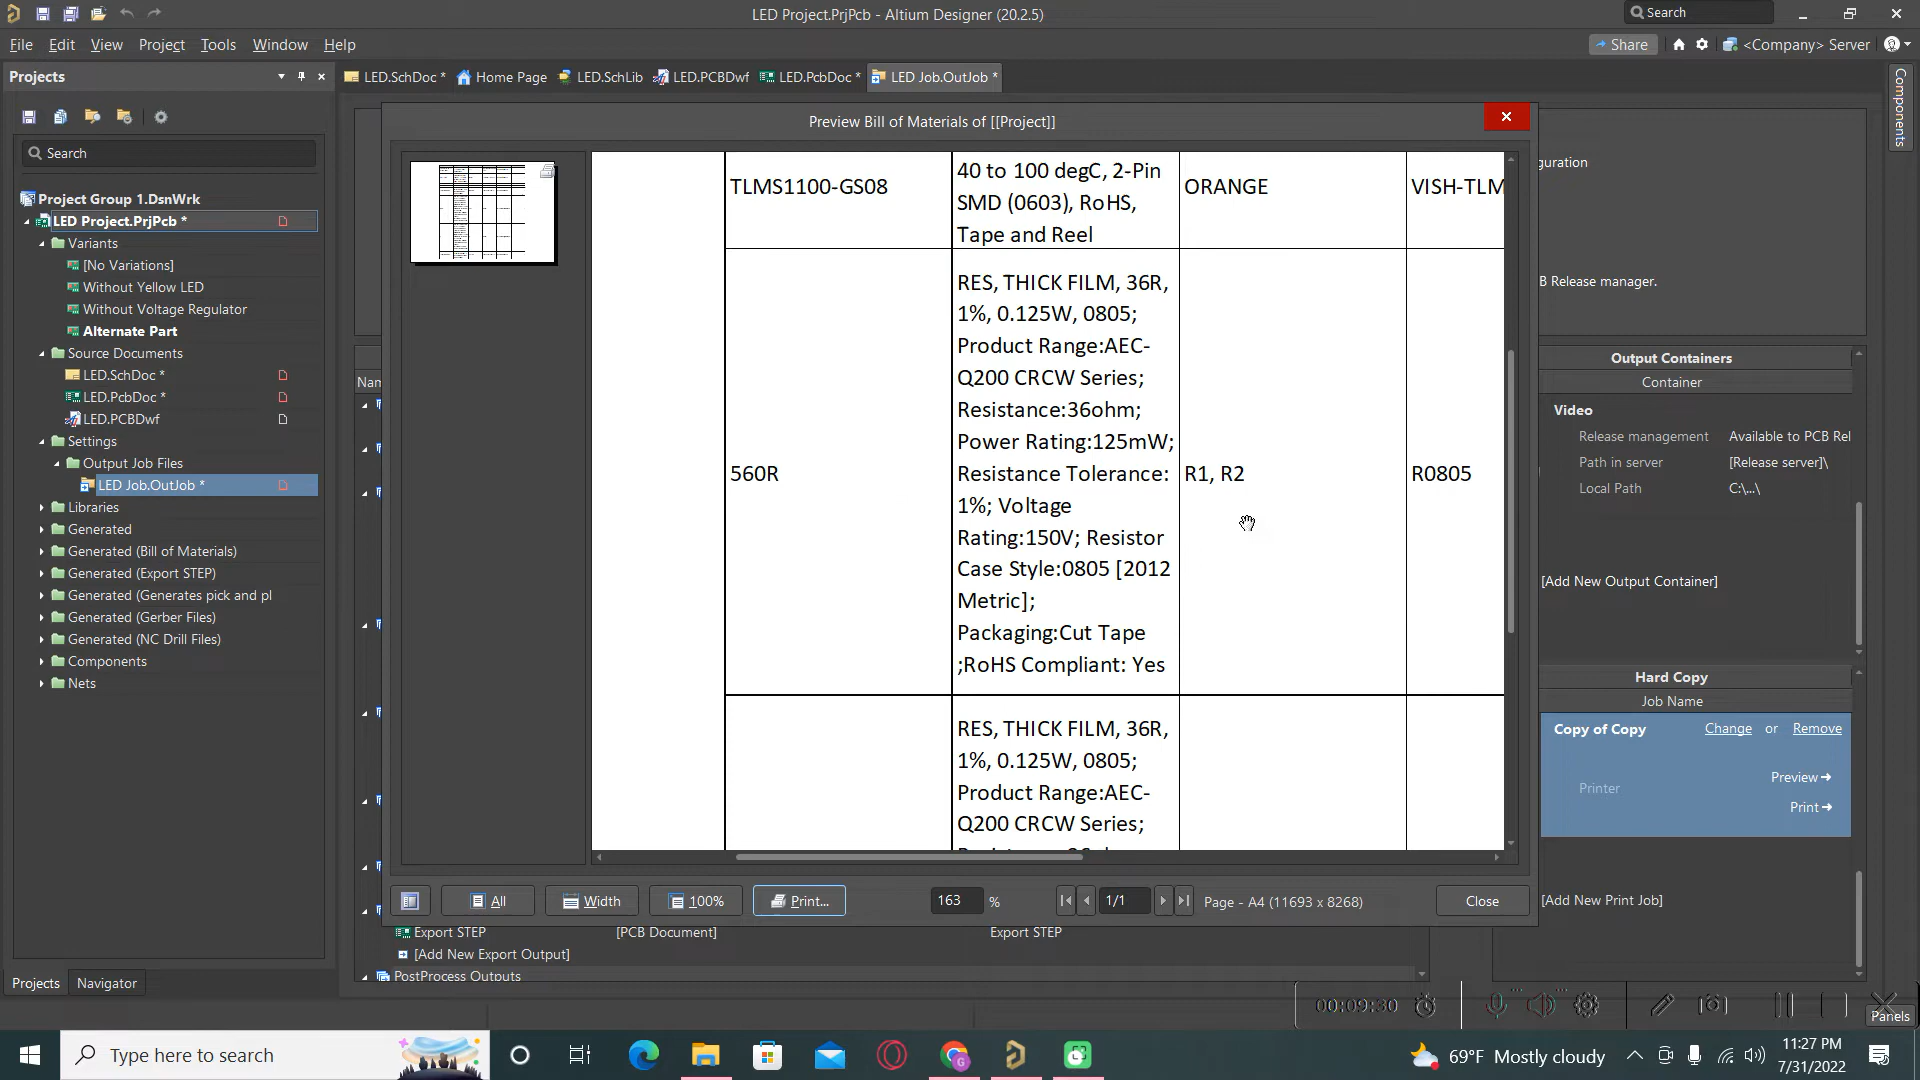 LED Project.PrjPcb - Altium Designer (20.2.5)
Search
File Edit View Project Tools Window Help
Share <Company> Server
Projects
LED.SchDoc * Home Page LED.SchLib LED.PCBDwf LED.PcbDoc * LED Job.OutJob *
Components
Search
Project Group 1.DsnWrk
LED Project.PrjPcb *
Variants
[No Variations]
Without Yellow LED
Without Voltage Regulator
Alternate Part
Source Documents
LED.SchDoc *
LED.PcbDoc *
LED.PCBDwf
Settings
Output Job Files
LED Job.OutJob *
Libraries
Generated
Generated (Bill of Materials)
Generated (Export STEP)
Generated (Generates pick and pl
Generated (Gerber Files)
Generated (NC Drill Files)
Components
Nets
Projects Navigator
Preview Bill of Materials of [[Project]]
TLMS1100-GS08
40 to 100 degC, 2-Pin
SMD (0603), RoHS,
Tape and Reel
ORANGE
VISH-TLM
560R
RES, THICK FILM, 36R,
1%, 0.125W, 0805;
Product Range:AEC-
Q200 CRCW Series;
Resistance:36ohm;
Power Rating:125mW;
Resistance Tolerance:
1%; Voltage
Rating:150V; Resistor
Case Style:0805 [2012
Metric];
Packaging:Cut Tape
;RoHS Compliant: Yes
R1, R2
R0805
RES, THICK FILM, 36R,
1%, 0.125W, 0805;
Product Range:AEC-
Q200 CRCW Series;
All Width 100% Print... 163 % 1/1 Page - A4 (11693 x 8268) Close
Nam
Export STEP [PCB Document] Export STEP
[Add New Export Output]
PostProcess Outputs
guration
B Release manager.
Output Containers
Container
Video
Release management Available to PCB Rel
Path in server [Release server]\
Local Path C:\...\
[Add New Output Container]
Hard Copy
Job Name
Copy of Copy Change or Remove
Printer
Preview
Print
[Add New Print Job]
00:09:30
Panels
Type here to search
69°F Mostly cloudy
11:27 PM
7/31/2022